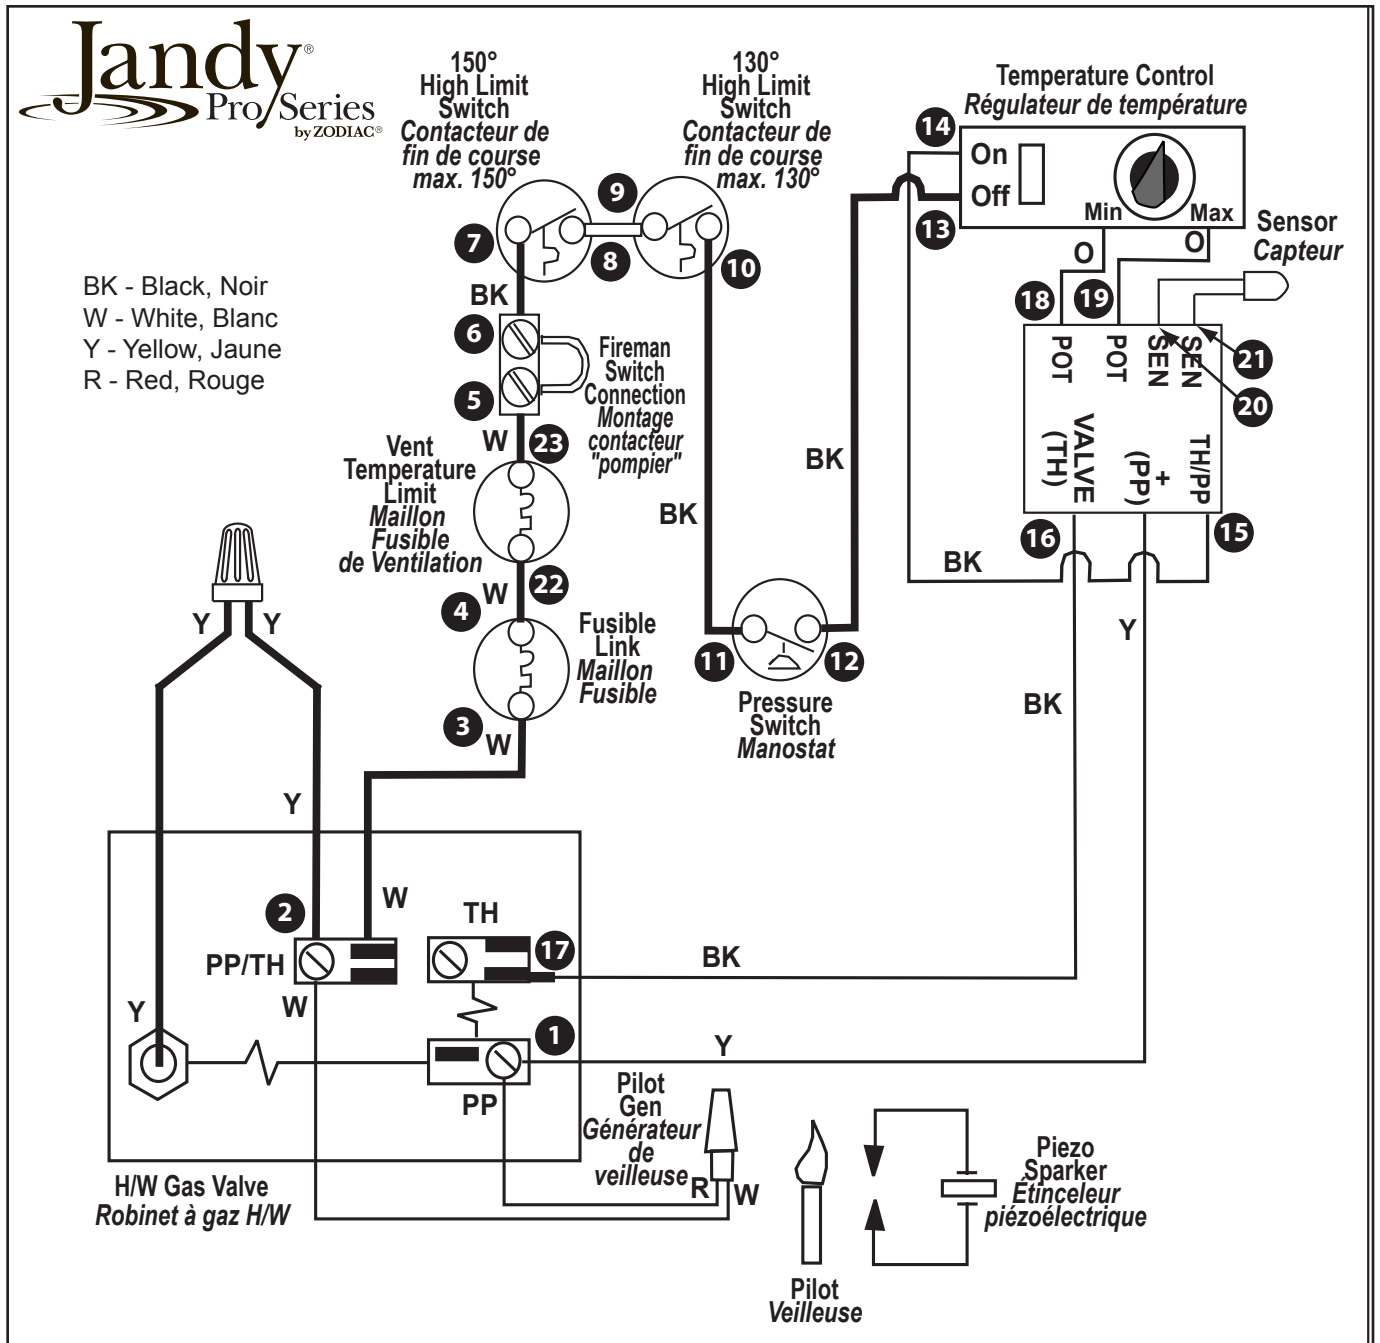 Jandy®
Pro Series
by ZODIAC®
150°
High Limit
Switch
Contacteur de
fin de course
max. 150°
130°
High Limit
Switch
Contacteur de
fin de course
max. 130°
Temperature Control
Régulateur de température
14
On
Off
13
Min
Max
O
O
Sensor
Capteur
9
7
8
10
BK
BK - Black, Noir
W - White, Blanc
Y - Yellow, Jaune
R - Red, Rouge
6
5
Fireman
Switch
Connection
Montage
contacteur
"pompier"
18
19
POT
POT
SEN
SEN
21
20
VALVE
(TH)
+
(PP)
TH/PP
16
15
W
23
Vent
Temperature
Limit
Maillon
Fusible
de Ventilation
BK
BK
BK
W
22
4
Fusible
Link
Maillon
Fusible
3
W
Y
Y
11
12
Pressure
Switch
Manostat
Y
BK
Y
W
2
PP/TH
W
TH
17
BK
Y
1
PP
Y
H/W Gas Valve
Robinet à gaz H/W
Pilot
Gen
Générateur
de
veilleuse
R
W
Pilot
Veilleuse
Piezo
Sparker
Étinceleur
piézoélectrique